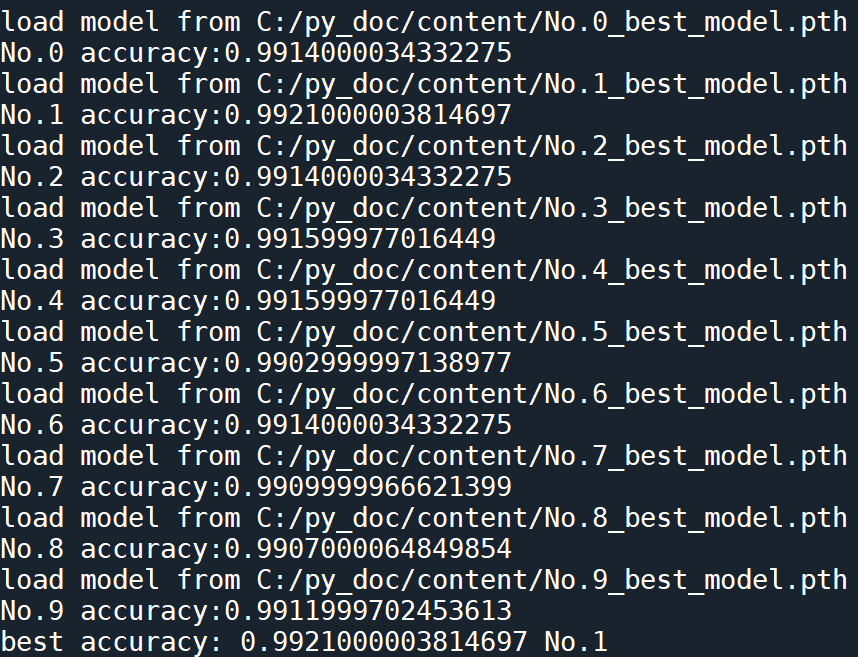 load model from C:/py_doc/content/No.0_best_model.pth
No.0 accuracy:0.9914000034332275
load model from C:/py_doc/content/No.1_best_model.pth
No.1 accuracy:0.9921000003814697
load model from C:/py_doc/content/No.2_best_model.pth
No.2 accuracy:0.9914000034332275
load model from C:/py_doc/content/No.3_best_model.pth
No.3 accuracy:0.991599977016449
load model from C:/py_doc/content/No.4_best_model.pth
No.4 accuracy:0.991599977016449
load model from C:/py_doc/content/No.5_best_model.pth
No.5 accuracy:0.9902999997138977
load model from C:/py_doc/content/No.6_best_model.pth
No.6 accuracy:0.9914000034332275
load model from C:/py_doc/content/No.7_best_model.pth
No.7 accuracy:0.9909999966621399
load model from C:/py_doc/content/No.8_best_model.pth
No.8 accuracy:0.9907000064849854
load model from C:/py_doc/content/No.9_best_model.pth
No.9 accuracy:0.9911999702453613
best accuracy: 0.9921000003814697 No.1